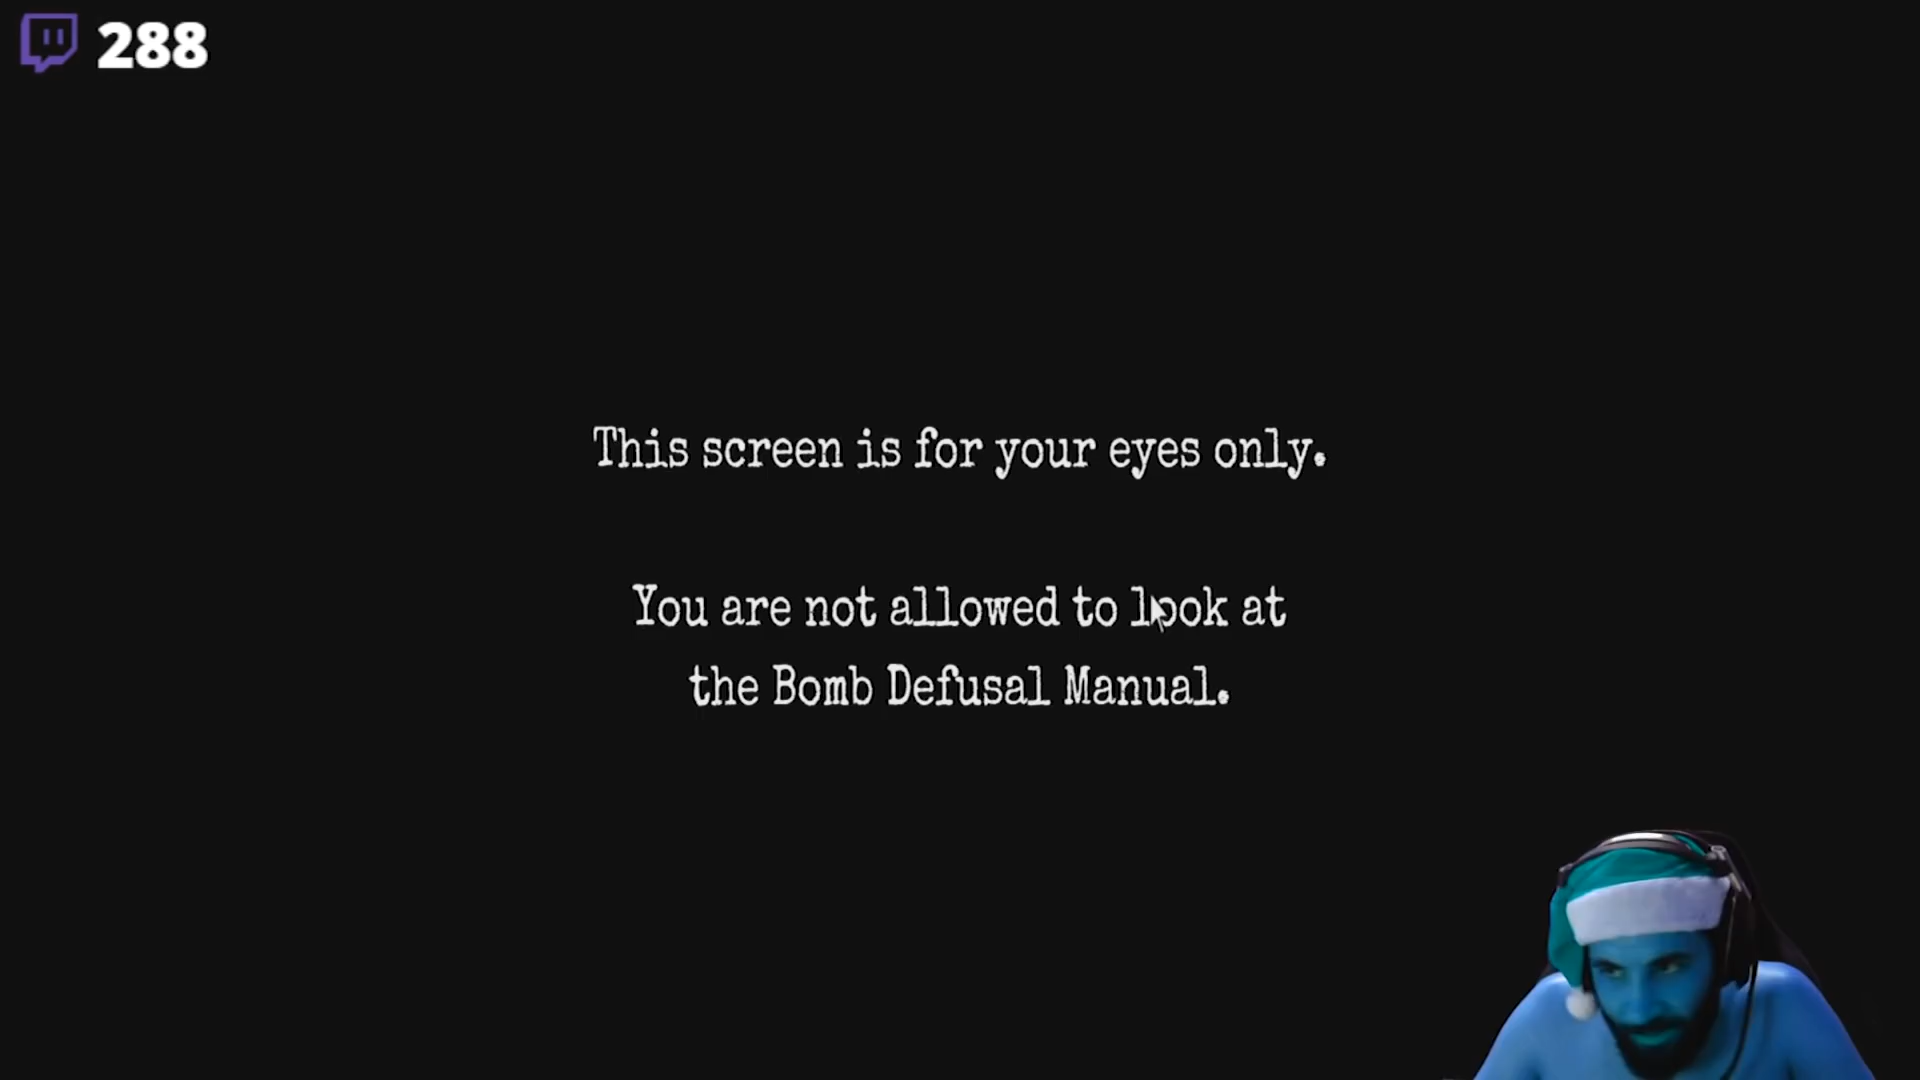 288
This screen is for your eyes only.
You are not allowed to look at
the Bomb Defusal Manual.